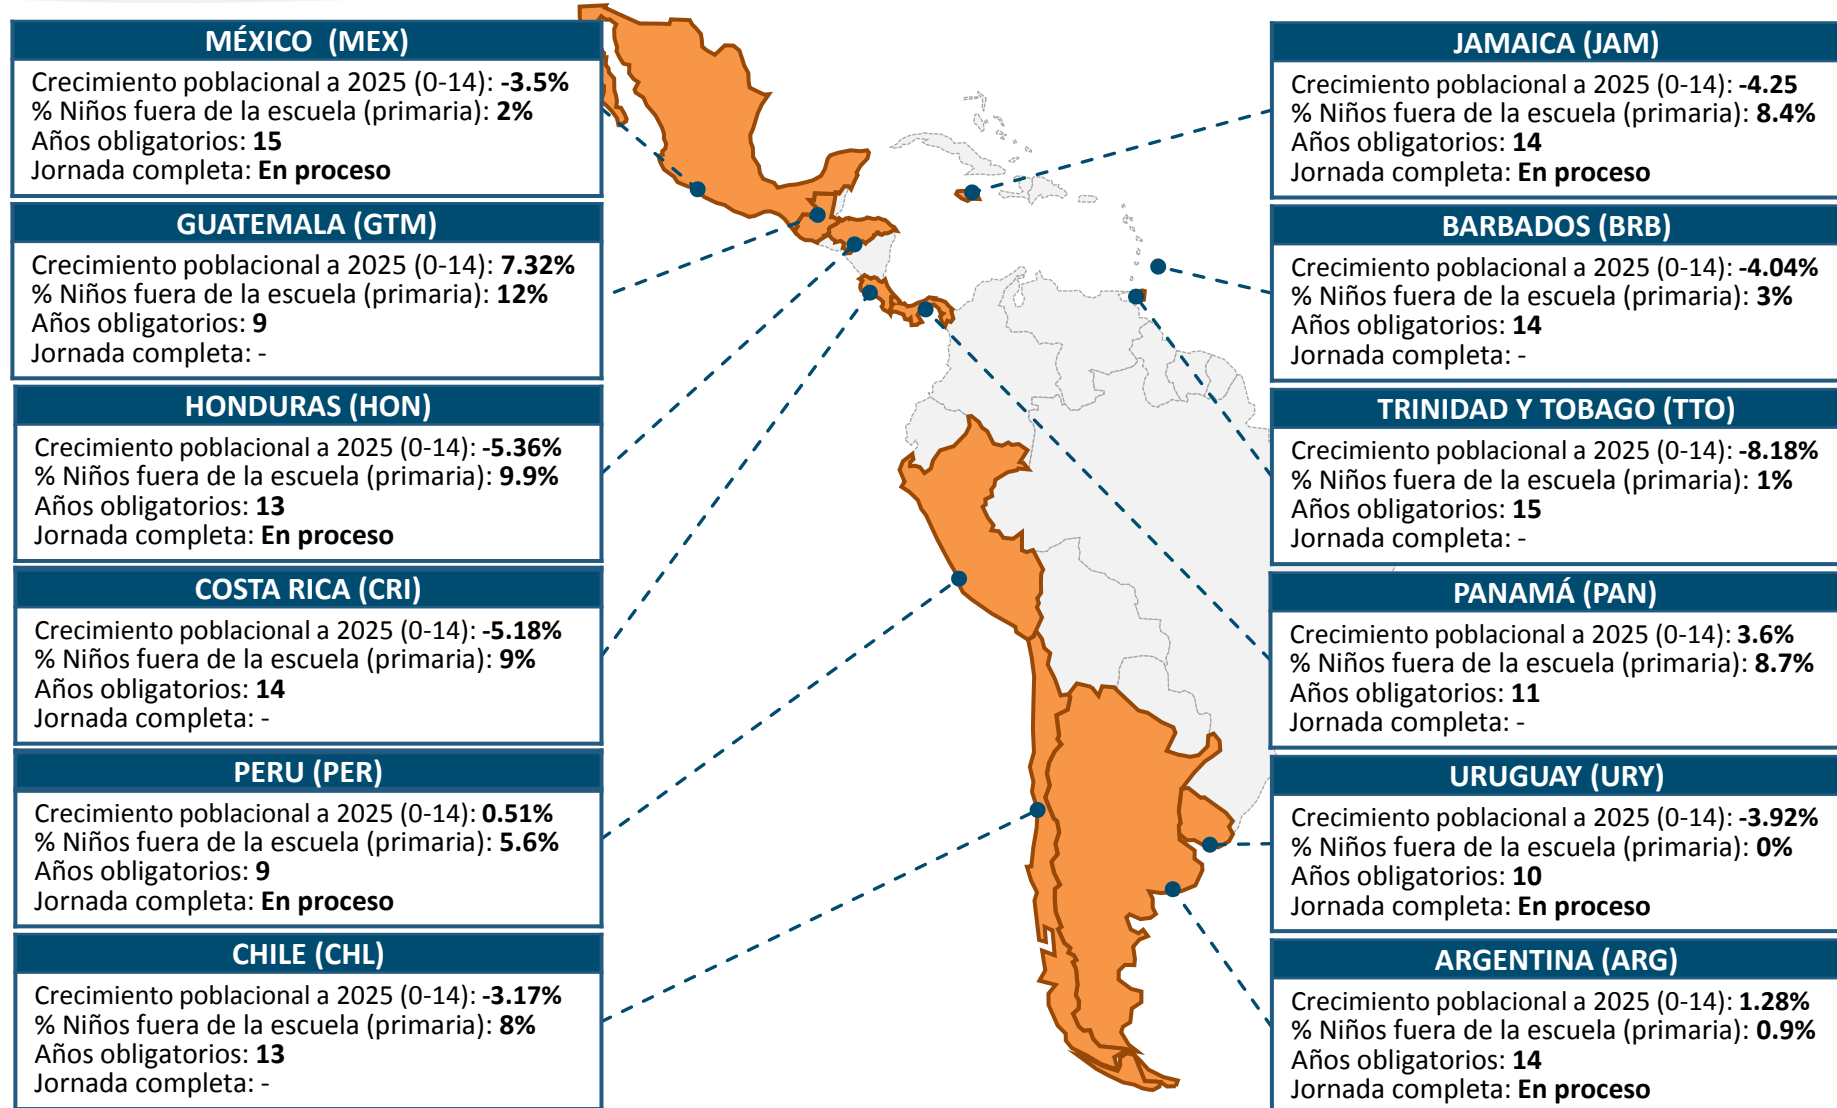 MÉXICO (MEX)
Crecimiento poblacional a 2025 (0-14): -3.5%
% Niños fuera de la escuela (primaria): 2%
Años obligatorios: 15
Jornada completa: En proceso
GUATEMALA (GTM)
Crecimiento poblacional a 2025 (0-14): 7.32%
% Niños fuera de la escuela (primaria): 12%
Años obligatorios: 9
Jornada completa: -
HONDURAS (HON)
Crecimiento poblacional a 2025 (0-14): -5.36%
% Niños fuera de la escuela (primaria): 9.9%
Años obligatorios: 13
Jornada completa: En proceso
COSTA RICA (CRI)
Crecimiento poblacional a 2025 (0-14): -5.18%
% Niños fuera de la escuela (primaria): 9%
Años obligatorios: 14
Jornada completa: -
PERU (PER)
Crecimiento poblacional a 2025 (0-14): 0.51%
% Niños fuera de la escuela (primaria): 5.6%
Años obligatorios: 9
Jornada completa: En proceso
CHILE (CHL)
Crecimiento poblacional a 2025 (0-14): -3.17%
% Niños fuera de la escuela (primaria): 8%
Años obligatorios: 13
Jornada completa: -
JAMAICA (JAM)
Crecimiento poblacional a 2025 (0-14): -4.25
% Niños fuera de la escuela (primaria): 8.4%
Años obligatorios: 14
Jornada completa: En proceso
BARBADOS (BRB)
Crecimiento poblacional a 2025 (0-14): -4.04%
% Niños fuera de la escuela (primaria): 3%
Años obligatorios: 14
Jornada completa: -
TRINIDAD Y TOBAGO (TTO)
Crecimiento poblacional a 2025 (0-14): -8.18%
% Niños fuera de la escuela (primaria): 1%
Años obligatorios: 15
Jornada completa: -
PANAMÁ (PAN)
Crecimiento poblacional a 2025 (0-14): 3.6%
% Niños fuera de la escuela (primaria): 8.7%
Años obligatorios: 11
Jornada completa: -
URUGUAY (URY)
Crecimiento poblacional a 2025 (0-14): -3.92%
% Niños fuera de la escuela (primaria): 0%
Años obligatorios: 10
Jornada completa: En proceso
ARGENTINA (ARG)
Crecimiento poblacional a 2025 (0-14): 1.28%
% Niños fuera de la escuela (primaria): 0.9%
Años obligatorios: 14
Jornada completa: En proceso